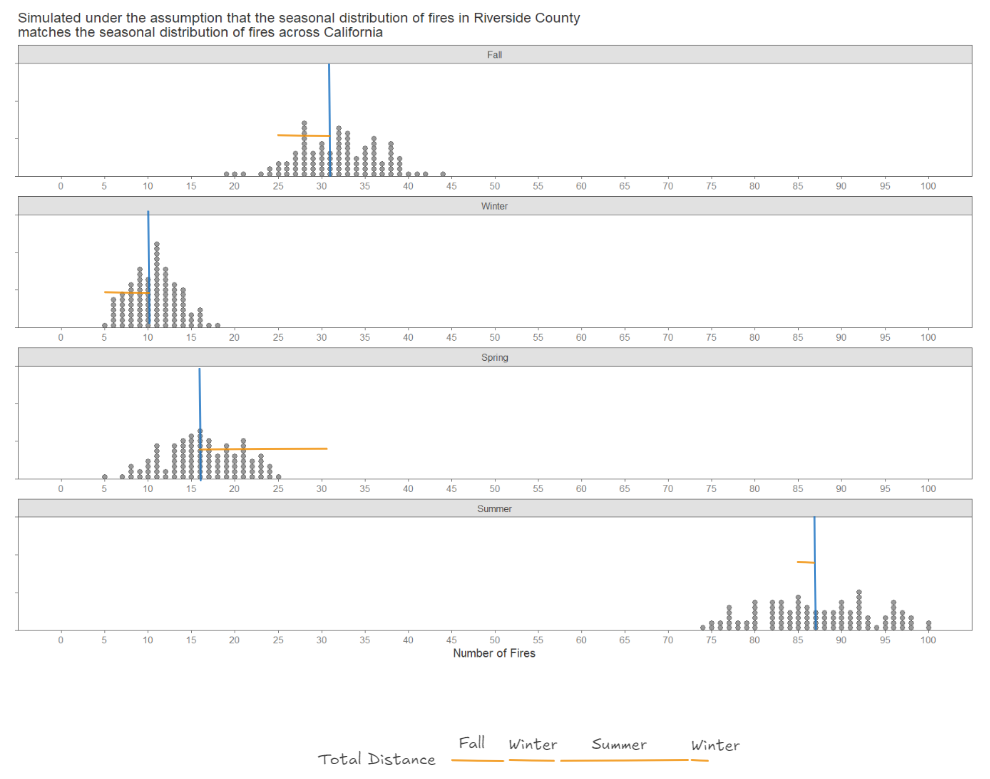 Simulated under the assumption that the seasonal distribution of fires in Riverside County
matches the seasonal distribution of fires across California
Fall
0 5 10 15 20 25 30 35 40 45 50 55 60 65 70 75 80 85 90 95 100
Winter
0 5 10 15 20 25 30 35 40 45 50 55 60 65 70 75 80 85 90 95 100
Spring
0 5 10 15 20 25 30 35 40 45 50 55 60 65 70 75 80 85 90 95 100
Summer
0 5 10 15 20 25 30 35 40 45 50 55 60 65 70 75 80 85 90 95 100
Number of Fires
Fall Winter Summer Winter
Total Distance